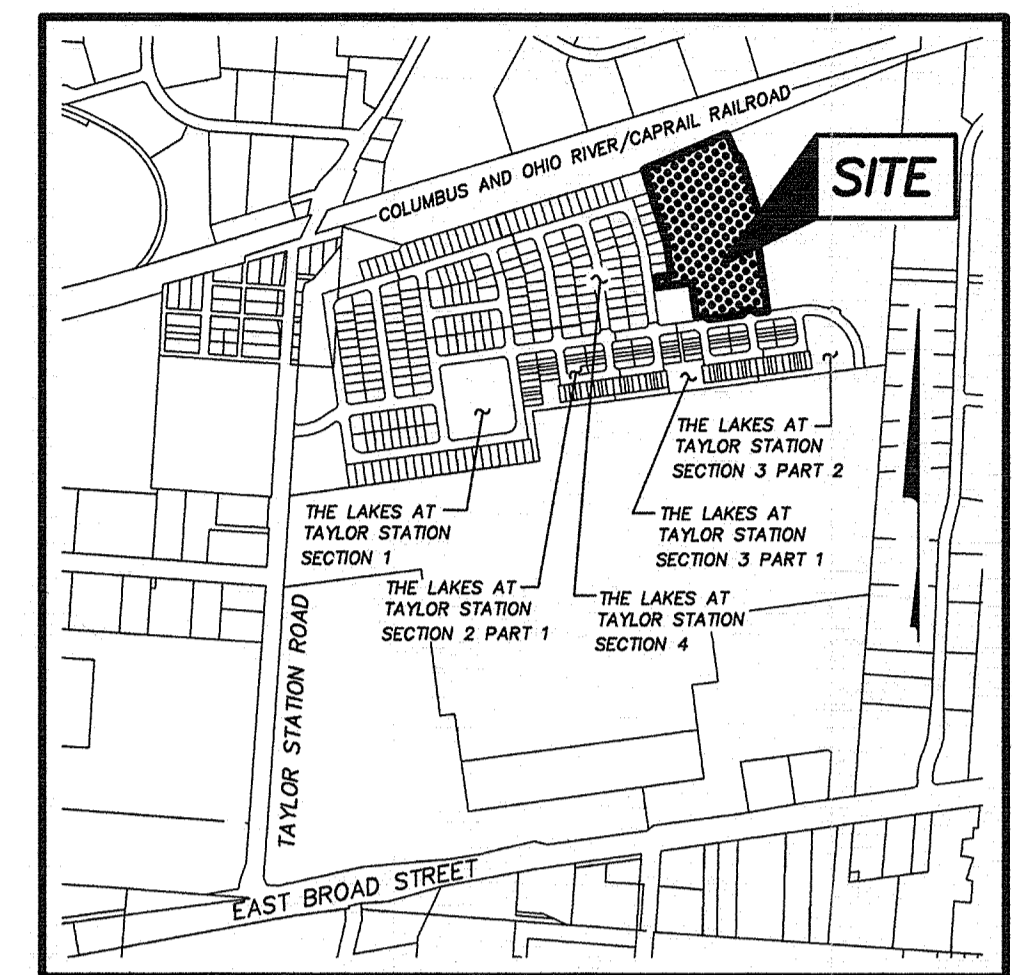 COLUMBUS AND OHIO RIVER/CAPRAIL RAILROAD
SITE
THE LAKES AT
TAYLOR STATION
SECTION 3 PART 2
THE LAKES AT
TAYLOR STATION
SECTION 1
THE LAKES AT
TAYLOR STATION
SECTION 3 PART 1
THE LAKES AT
TAYLOR STATION
SECTION 2 PART 1
THE LAKES AT
TAYLOR STATION
SECTION 4
TAYLOR STATION ROAD
EAST BROAD STREET